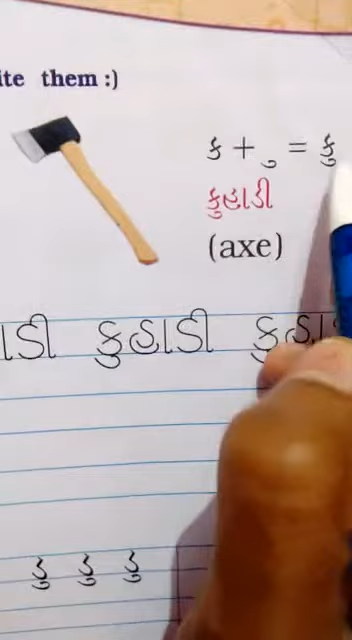 ite them :)
ક + ુ = કુ
કુહાડી
(axe)
ાડી કુહાડી કુહા
કુ કુ કુ